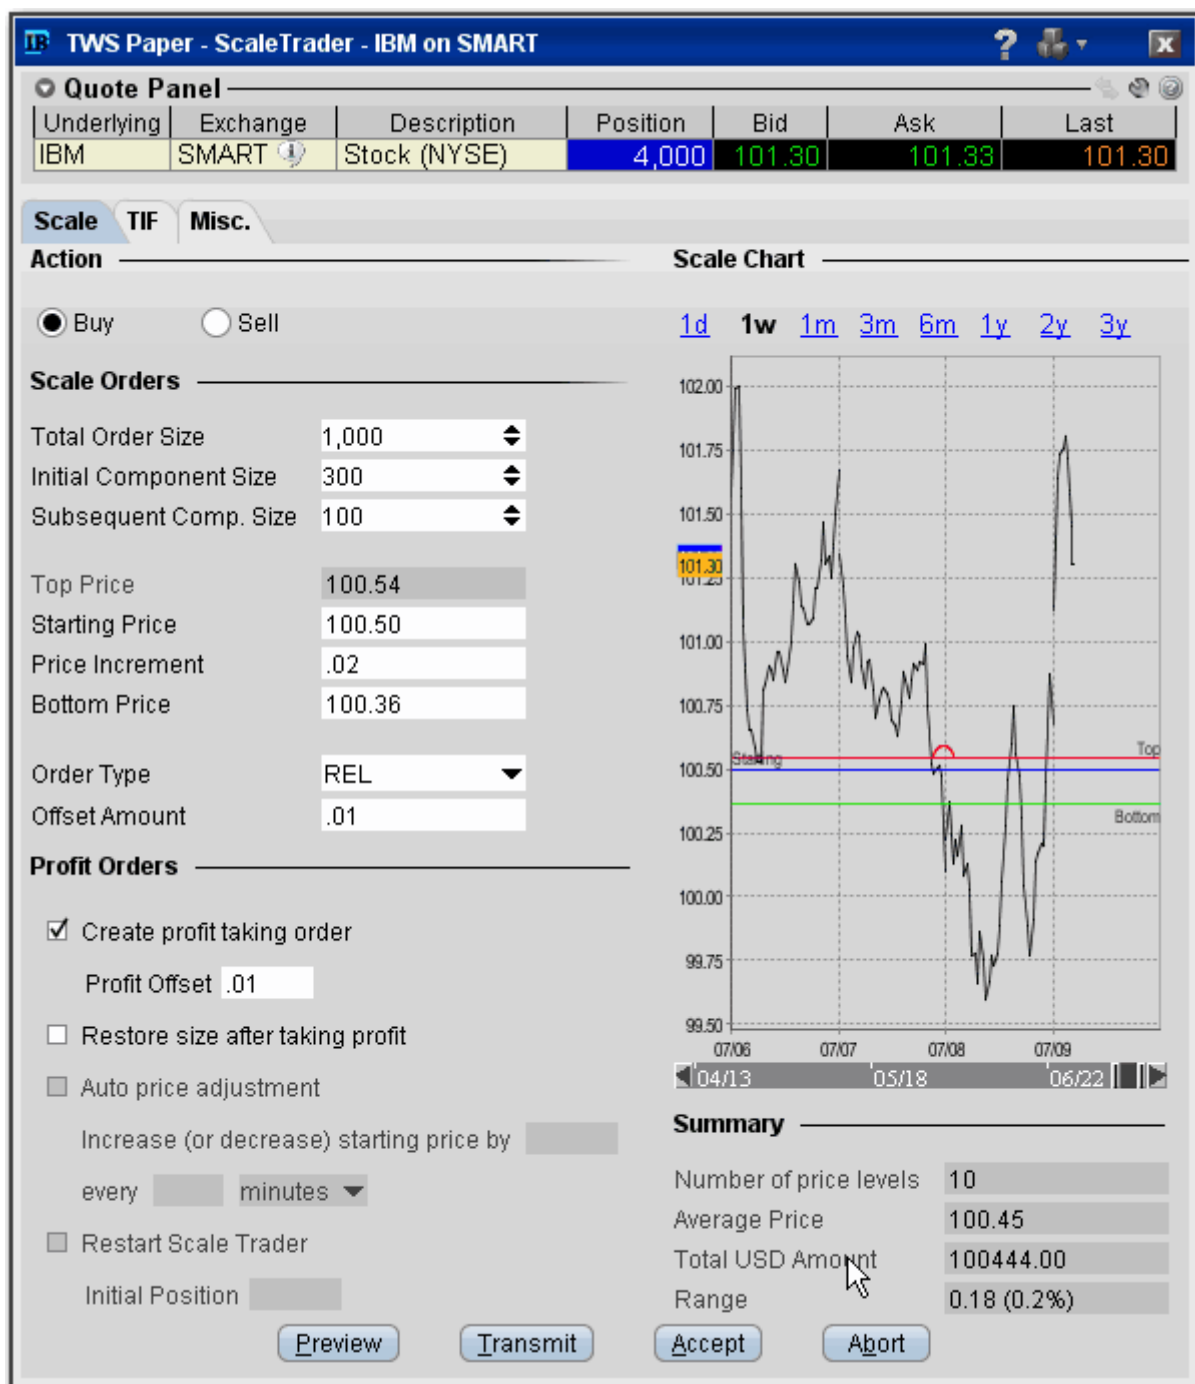 IB TWS Paper - ScaleTrader - IBM on SMART ?
Quote Panel
Underlying Exchange Description Position Bid Ask Last
IBM SMART Stock (NYSE) 4,000 101.30 101.33 101.30
Scale TIF Misc.
Action
Buy Sell
Scale Orders
Total Order Size 1,000
Initial Component Size 300
Subsequent Comp. Size 100
Top Price 100.54
Starting Price 100.50
Price Increment .02
Bottom Price 100.36
Order Type REL
Offset Amount .01
Profit Orders
Create profit taking order
Profit Offset .01
Restore size after taking profit
Auto price adjustment
Increase (or decrease) starting price by
every minutes
Restart Scale Trader
Initial Position
Scale Chart
1d 1w 1m 3m 6m 1y 2y 3y
102.00
101.75
101.50
101.30
101.25
101.00
100.75
Starting Top
100.50
Bottom
100.25
100.00
99.75
99.50
07/06 07/07 07/08 07/09
04/13 05/18 06/22
Summary
Number of price levels 10
Average Price 100.45
Total USD Amount 100444.00
Range 0.18 (0.2%)
Preview Transmit Accept Abort